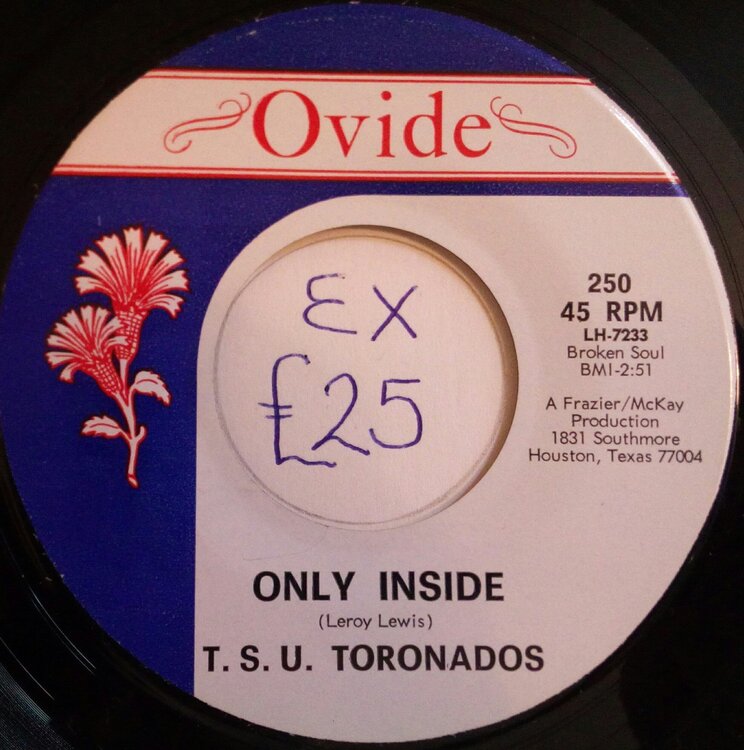 Ovide
EX
£25
250
45 RPM
LH-7233
Broken Soul
BMI-2:51
A Frazier/McKay
Production
1831 Southmore
Houston, Texas 77004
ONLY INSIDE
(Leroy Lewis)
T. S. U. TORONADOS